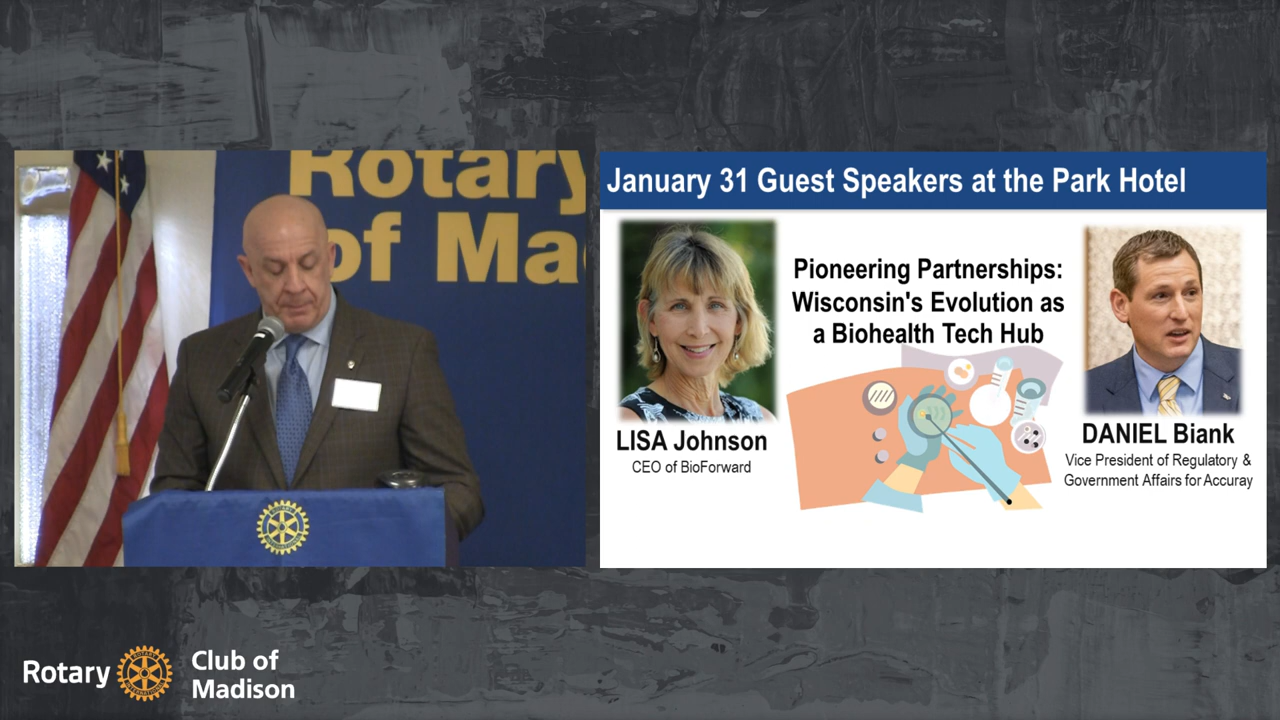 Rotary
of Ma
January 31 Guest Speakers at the Park Hotel
Pioneering Partnerships:
Wisconsin's Evolution as
a Biohealth Tech Hub
LISA Johnson
CEO of BioForward
DANIEL Biank
Vice President of Regulatory &
Government Affairs for Accuray
Rotary
Club of
Madison